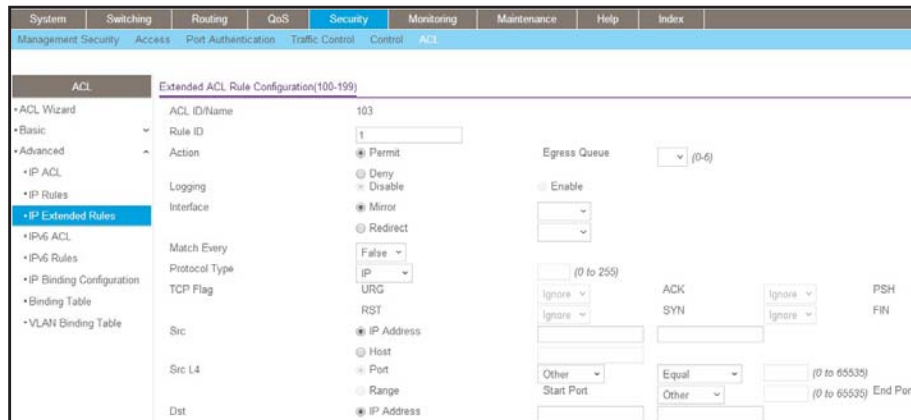 System Switching Routing QoS Security Monitoring Maintenance Help Index
Management Security Access Port Authentication Traffic Control Control ACL
ACL
Extended ACL Rule Configuration(100-199)
ACL Wizard
Basic
Advanced
IP ACL
IP Rules
IP Extended Rules
IPv6 ACL
IPv6 Rules
IP Binding Configuration
Binding Table
VLAN Binding Table
ACL ID/Name 103
Rule ID 1
Action Permit Egress Queue (0-6)
Deny
Logging Disable Enable
Interface Mirror
Redirect
Match Every False
Protocol Type IP (0 to 255)
TCP Flag URG Ignore ACK Ignore PSH
RST Ignore SYN Ignore FIN
Src IP Address
Host
Src L4 Port Other Equal (0 to 65535)
Range Start Port Other (0 to 65535) End Por
Dst IP Address